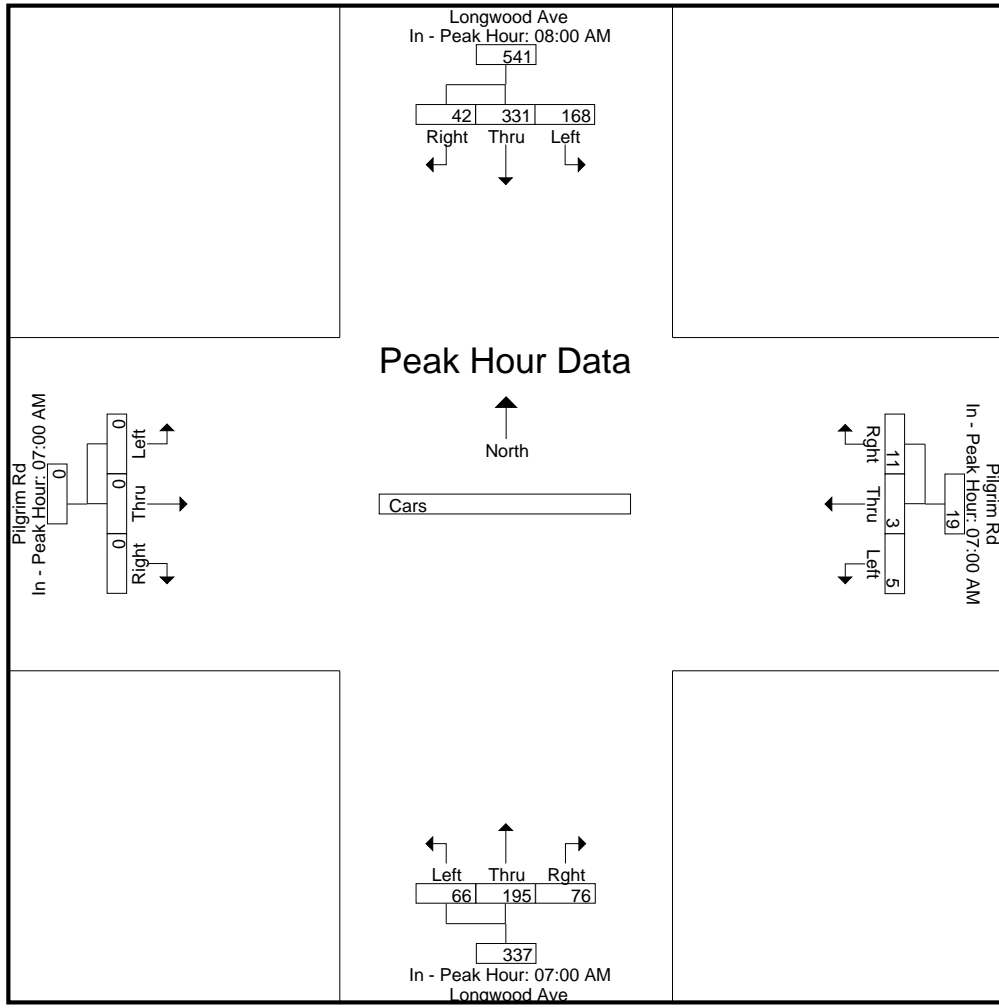 Longwood Ave
In - Peak Hour: 08:00 AM
541
42 331 168
Right Thru Left
Peak Hour Data
North
Cars
Pilgrim Rd
In - Peak Hour: 07:00 AM
0
0 0 0
Left Thru Right
Pilgrim Rd
In - Peak Hour: 07:00 AM
19
11 3 5
Rght Thru Left
Left Thru Rght
66 195 76
337
In - Peak Hour: 07:00 AM
Longwood Ave